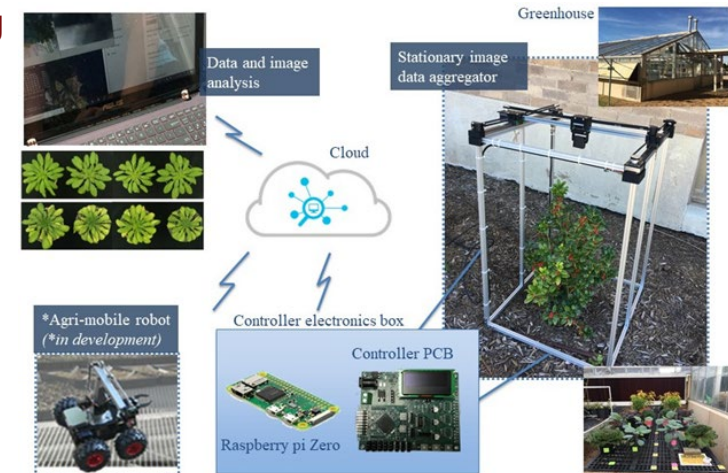 Greenhouse
Data and image
analysis
Stationary image
data aggregator
Cloud
*Agri-mobile robot
(*in development)
Controller electronics box
Controller PCB
Raspberry pi Zero
ASUS